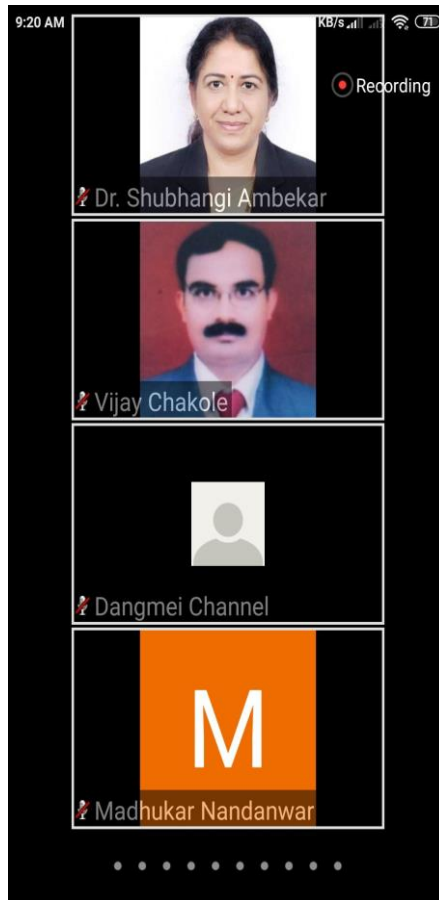 9:20 AM KB/s 71
Recording
Dr. Shubhangi Ambekar
Vijay Chakole
Dangmei Channel
M
Madhukar Nandanwar